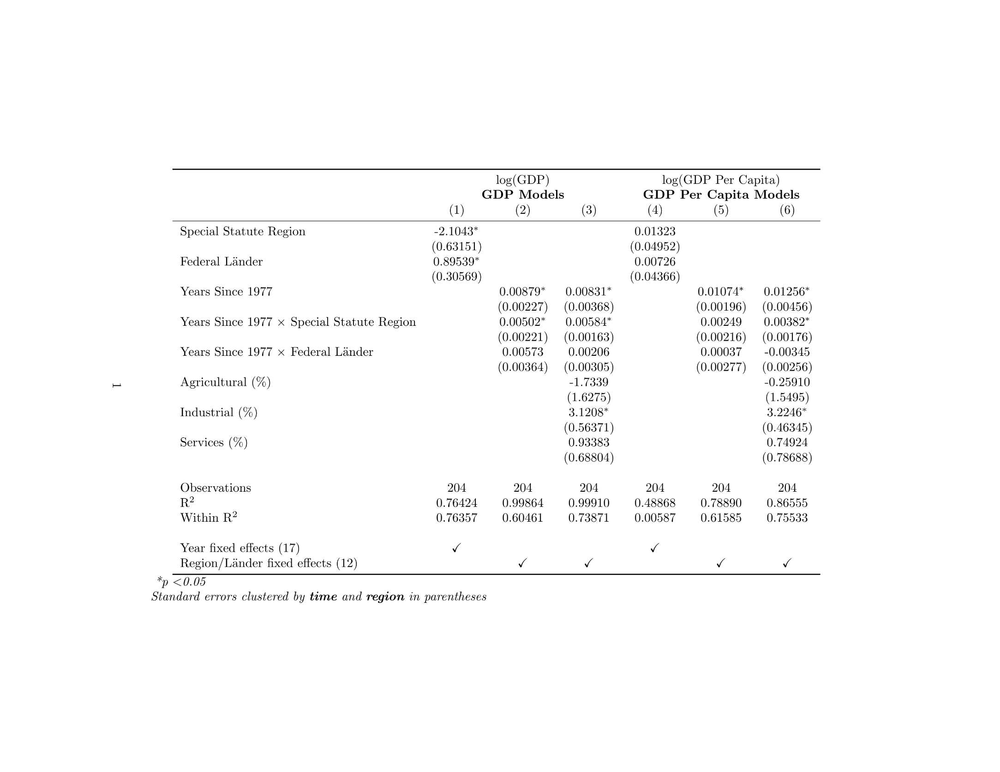 log(GDP) log(GDP Per Capita)
GDP Models GDP Per Capita Models
(1) (2) (3) (4) (5) (6)
Special Statute Region -2.1043* 0.01323
(0.63151) (0.04952)
Federal Länder 0.89539* 0.00726
(0.30569) (0.04366)
Years Since 1977 0.00879* 0.00831* 0.01074* 0.01256*
(0.00227) (0.00368) (0.00196) (0.00456)
Years Since 1977 × Special Statute Region 0.00502* 0.00584* 0.00249 0.00382*
(0.00221) (0.00163) (0.00216) (0.00176)
Years Since 1977 × Federal Länder 0.00573 0.00206 0.00037 -0.00345
(0.00364) (0.00305) (0.00277) (0.00256)
Agricultural (%) -1.7339 -0.25910
(1.6275) (1.5495)
Industrial (%) 3.1208* 3.2246*
(0.56371) (0.46345)
Services (%) 0.93383 0.74924
(0.68804) (0.78688)
Observations 204 204 204 204 204 204
R² 0.76424 0.99864 0.99910 0.48868 0.78890 0.86555
Within R² 0.76357 0.60461 0.73871 0.00587 0.61585 0.75533
Year fixed effects (17) ✓ ✓
Region/Länder fixed effects (12) ✓ ✓ ✓ ✓
*p <0.05
Standard errors clustered by time and region in parentheses
1